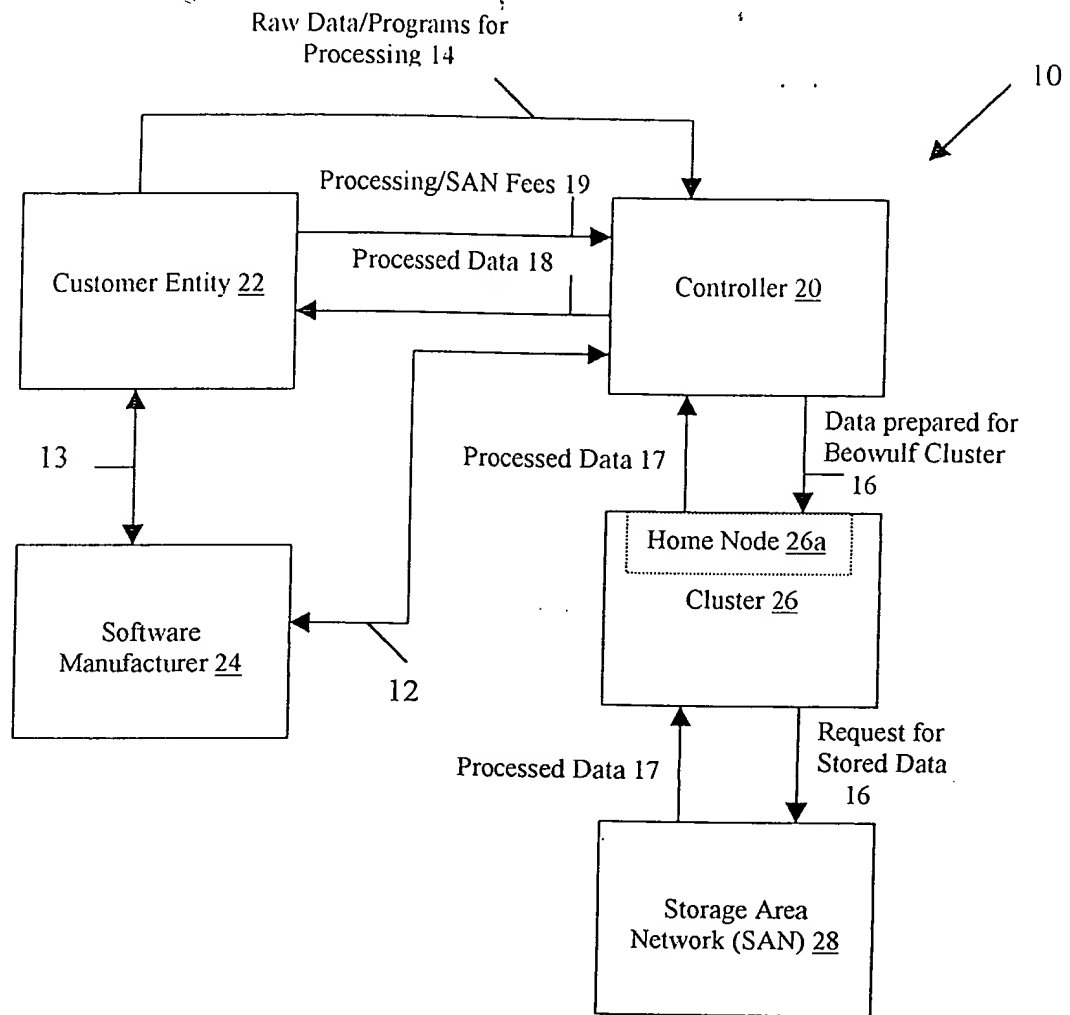 Raw Data/Programs for
Processing 14
10
Processing/SAN Fees 19
Processed Data 18
Customer Entity 22
Controller 20
13
Processed Data 17
Data prepared for
Beowulf Cluster
16
Home Node 26a
Cluster 26
Software
Manufacturer 24
12
Processed Data 17
Request for
Stored Data
16
Storage Area
Network (SAN) 28